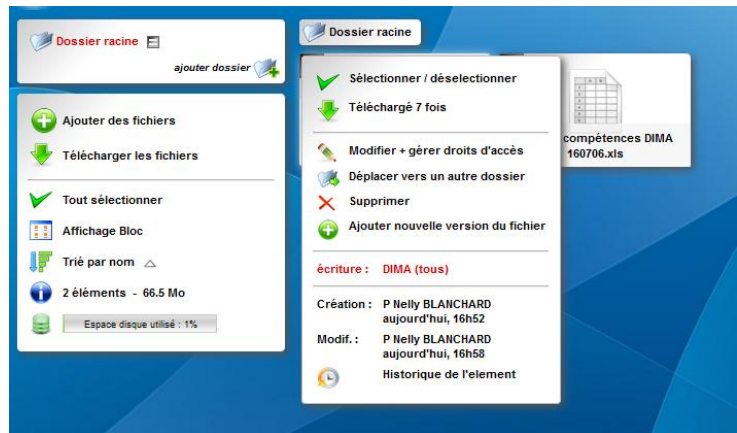 Dossier racine
ajouter dossier
Ajouter des fichiers
Télécharger les fichiers
Tout sélectionner
Affichage Bloc
Trié par nom
2 éléments - 66.5 Mo
Espace disque utilisé : 1%
Dossier racine
Sélectionner / déselectionner
Téléchargé 7 fois
Modifier + gérer droits d'accès
Déplacer vers un autre dossier
Supprimer
Ajouter nouvelle version du fichier
écriture : DIMA (tous)
Création : P Nelly BLANCHARD
aujourd'hui, 16h52
Modif. : P Nelly BLANCHARD
aujourd'hui, 16h58
Historique de l'element
compétences DIMA
160706.xls